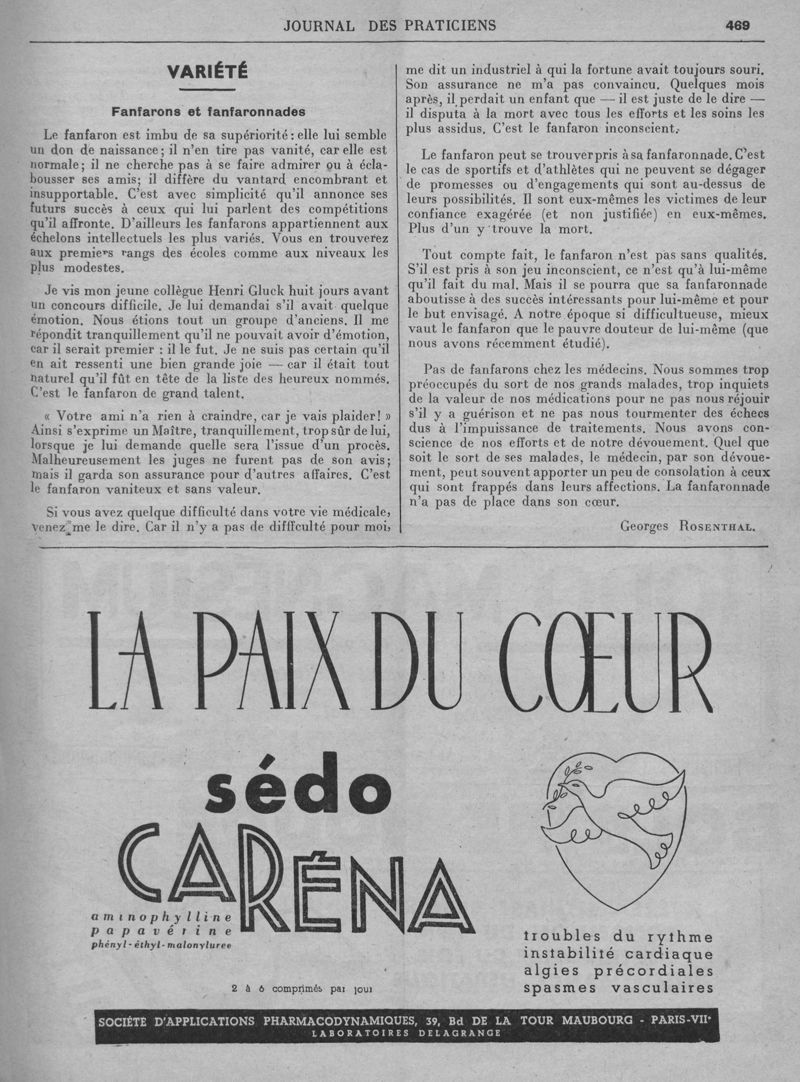 JOURNAL DES PRATICIENS 469
VARIÉTÉ
Fanfarons et fanfaronnades
Le fanfaron est imbu de sa supériorité : elle lui semble
un don de naissance ; il n'en tire pas vanité, car elle est
normale ; il ne cherche pas à se faire admirer ou à écla-
bousser ses amis ; il diffère du vantard encombrant et
insupportable. C'est avec simplicité qu'il annonce ses
futurs succès à ceux qui lui parlent des compétitions
qu'il affronte. D'ailleurs les fanfarons appartiennent aux
échelons intellectuels les plus variés. Vous en trouverez
aux premiers rangs des écoles comme aux niveaux les
plus modestes.
Je vis mon jeune collègue Henri Gluck huit jours avant
un concours difficile. Je lui demandai s'il avait quelque
émotion. Nous étions tout un groupe d'anciens. Il me
répondit tranquillement qu'il ne pouvait avoir d'émotion,
car il serait premier : il le fut. Je ne suis pas certain qu'il
en ait ressenti une bien grande joie — car il était tout
naturel qu'il fût en tête de la liste des heureux nommés.
C'est le fanfaron de grand talent.
« Votre ami n'a rien à craindre, car je vais plaider! »
Ainsi s'exprime un Maître, tranquillement, trop sûr de lui,
lorsque je lui demande quelle sera l'issue d'un procès.
Malheureusement les juges ne furent pas de son avis ;
mais il garda son assurance pour d'autres affaires. C'est
le fanfaron vaniteux et sans valeur.
Si vous avez quelque difficulté dans votre vie médicale,
venez me le dire. Car il n'y a pas de difficulté pour moi,
me dit un industriel à qui la fortune avait toujours souri.
Son assurance ne m'a pas convaincu. Quelques mois
après, il perdait un enfant que — il est juste de le dire —
il disputa à la mort avec tous les efforts et les soins les
plus assidus. C'est le fanfaron inconscient.
Le fanfaron peut se trouver pris à sa fanfaronnade. C'est
le cas de sportifs et d'athlètes qui ne peuvent se dégager
de promesses ou d'engagements qui sont au-dessus de
leurs possibilités. Il sont eux-mêmes les victimes de leur
confiance exagérée (et non justifiée) en eux-mêmes.
Plus d'un y trouve la mort.
Tout compte fait, le fanfaron n'est pas sans qualités.
S'il est pris à son jeu inconscient, ce n'est qu'à lui-même
qu'il fait du mal. Mais il se pourra que sa fanfaronnade
aboutisse à des succès intéressants pour lui-même et pour
le but envisagé. A notre époque si difficultueuse, mieux
vaut le fanfaron que le pauvre douteur de lui-même (que
nous avons récemment étudié).
Pas de fanfarons chez les médecins. Nous sommes trop
préoccupés du sort de nos grands malades, trop inquiets
de la valeur de nos médications pour ne pas nous réjouir
s'il y a guérison et ne pas nous tourmenter des échecs
dus à l'impuissance de traitements. Nous avons con-
science de nos efforts et de notre dévouement. Quel que
soit le sort de ses malades, le médecin, par son dévoue-
ment, peut souvent apporter un peu de consolation à ceux
qui sont frappés dans leurs affections. La fanfaronnade
n'a pas de place dans son cœur.
Georges ROSENTHAL.
LA PAIX DU CŒUR
sédo
CARÉNA
aminophylline
papavérine
phényl-éthyl-malonyluree
2 à 6 comprimés par jour
troubles du rythme
instabilité cardiaque
algies précordiales
spasmes vasculaires
SOCIÉTÉ D'APPLICATIONS PHARMACODYNAMIQUES, 39, Bd DE LA TOUR MAUBOURG - PARIS-VIIe
LABORATOIRES DELAGRANGE